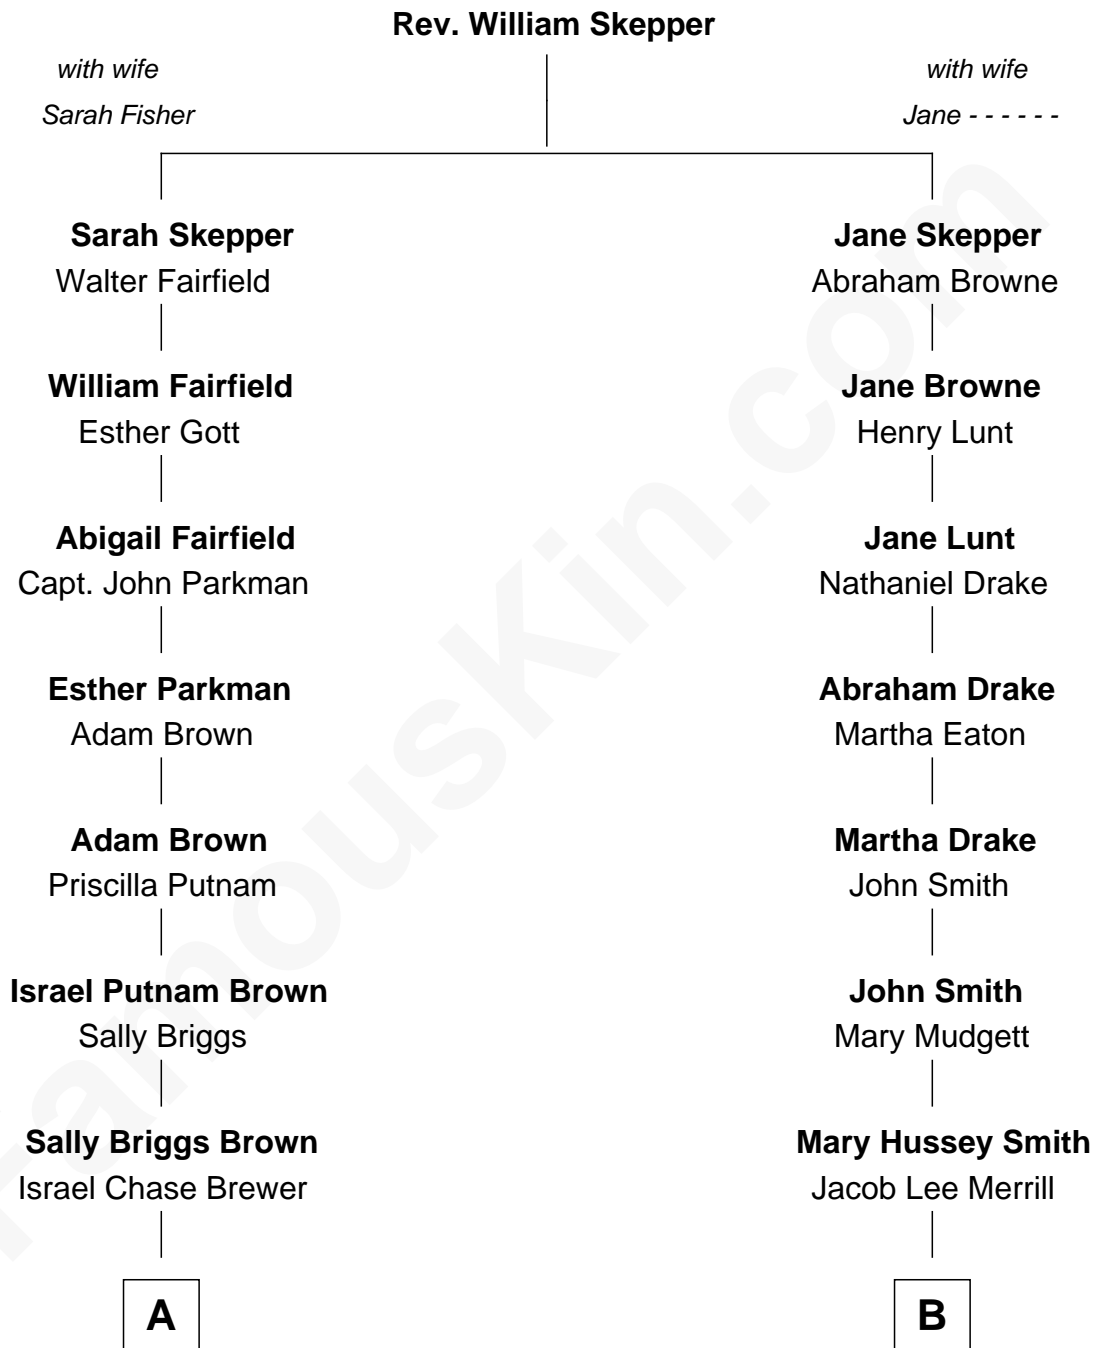 Rev. William Skepper
with wife
Sarah Fisher
with wife
Jane - - - - - -
Sarah Skepper
Walter Fairfield
Jane Skepper
Abraham Browne
William Fairfield
Esther Gott
Jane Browne
Henry Lunt
Abigail Fairfield
Capt. John Parkman
Jane Lunt
Nathaniel Drake
Esther Parkman
Adam Brown
Abraham Drake
Martha Eaton
Adam Brown
Priscilla Putnam
Martha Drake
John Smith
Israel Putnam Brown
Sally Briggs
John Smith
Mary Mudgett
Sally Briggs Brown
Israel Chase Brewer
Mary Hussey Smith
Jacob Lee Merrill
A
B
FamousKin.com